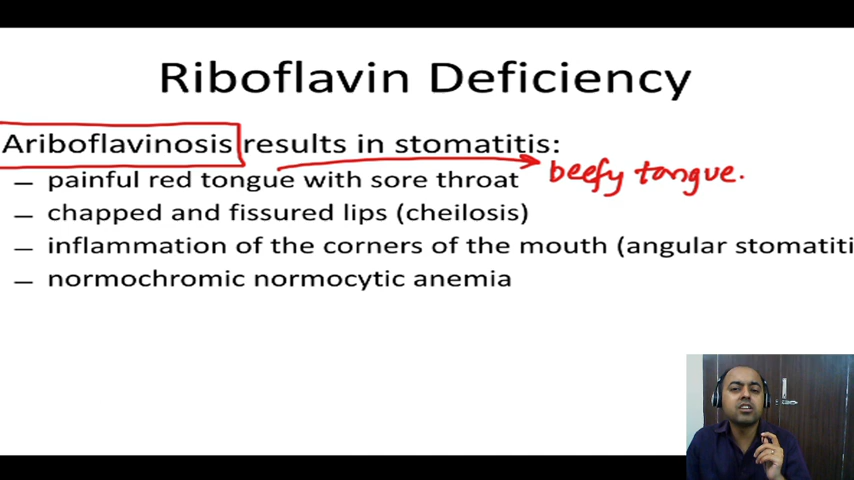 Riboflavin Deficiency
Ariboflavinosis results in stomatitis:
– painful red tongue with sore throat
beefy tongue.
– chapped and fissured lips (cheilosis)
– inflammation of the corners of the mouth (angular stomatiti
– normochromic normocytic anemia